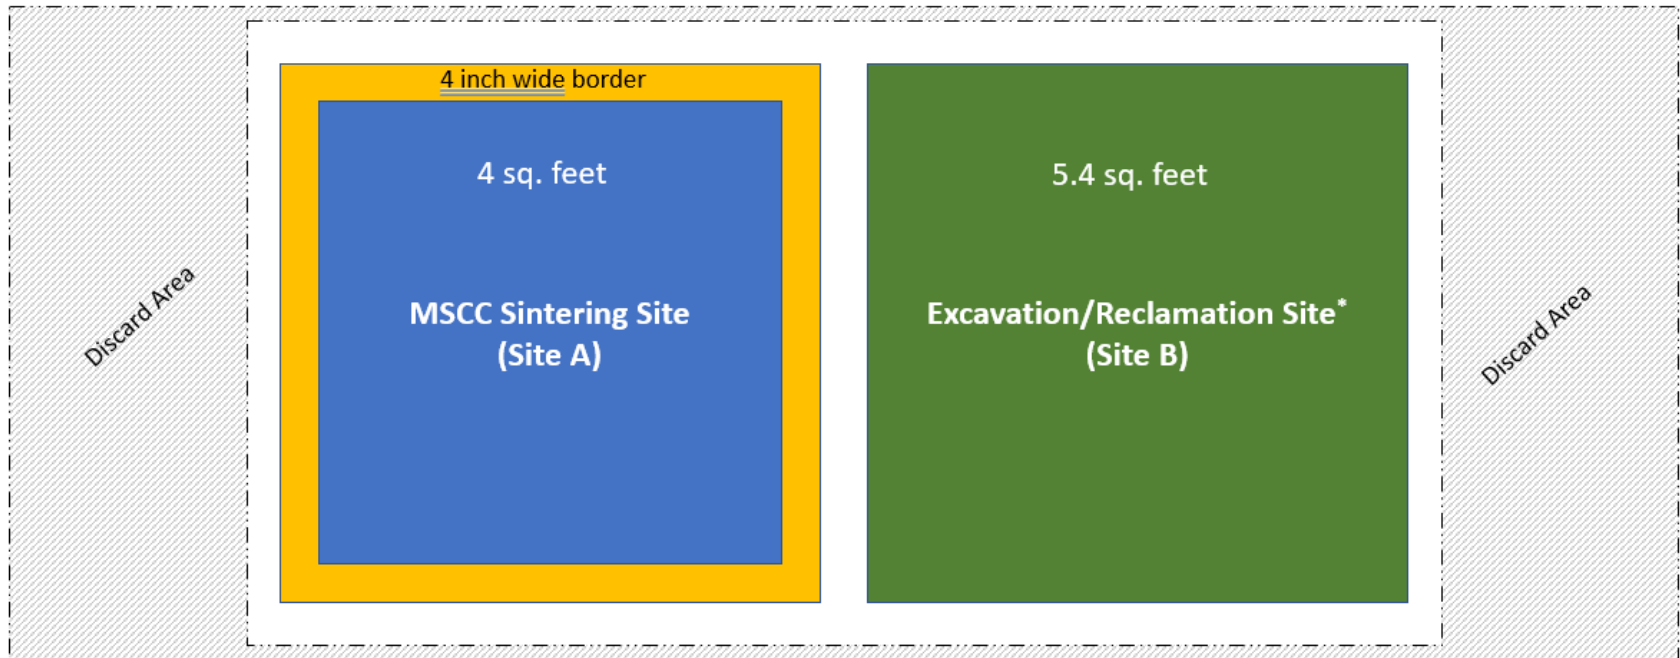 4 inch wide border
4 sq. feet
MSCC Sintering Site
(Site A)
5.4 sq. feet
Excavation/Reclamation Site*
(Site B)
Discard Area
Discard Area